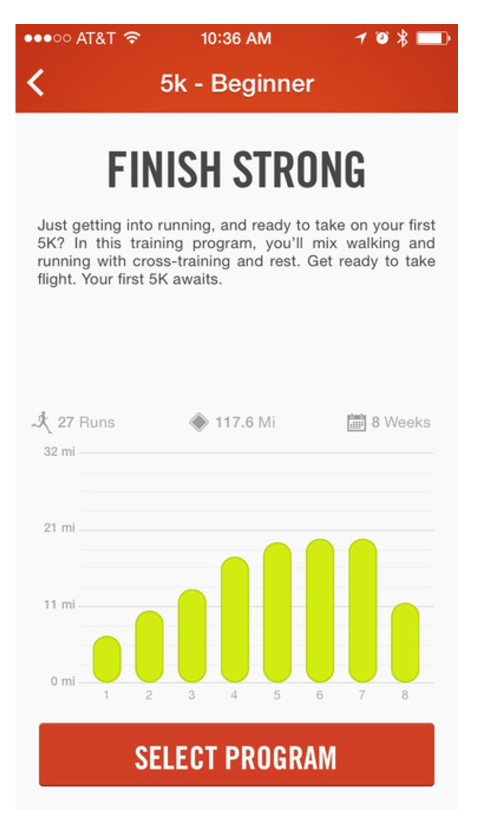 AT&T 10:36 AM
5k - Beginner
FINISH STRONG
Just getting into running, and ready to take on your first
5K? In this training program, you'll mix walking and
running with cross-training and rest. Get ready to take
flight. Your first 5K awaits.
27 Runs 117.6 Mi 8 Weeks
32 mi
21 mi
11 mi
0 mi
1 2 3 4 5 6 7 8
SELECT PROGRAM